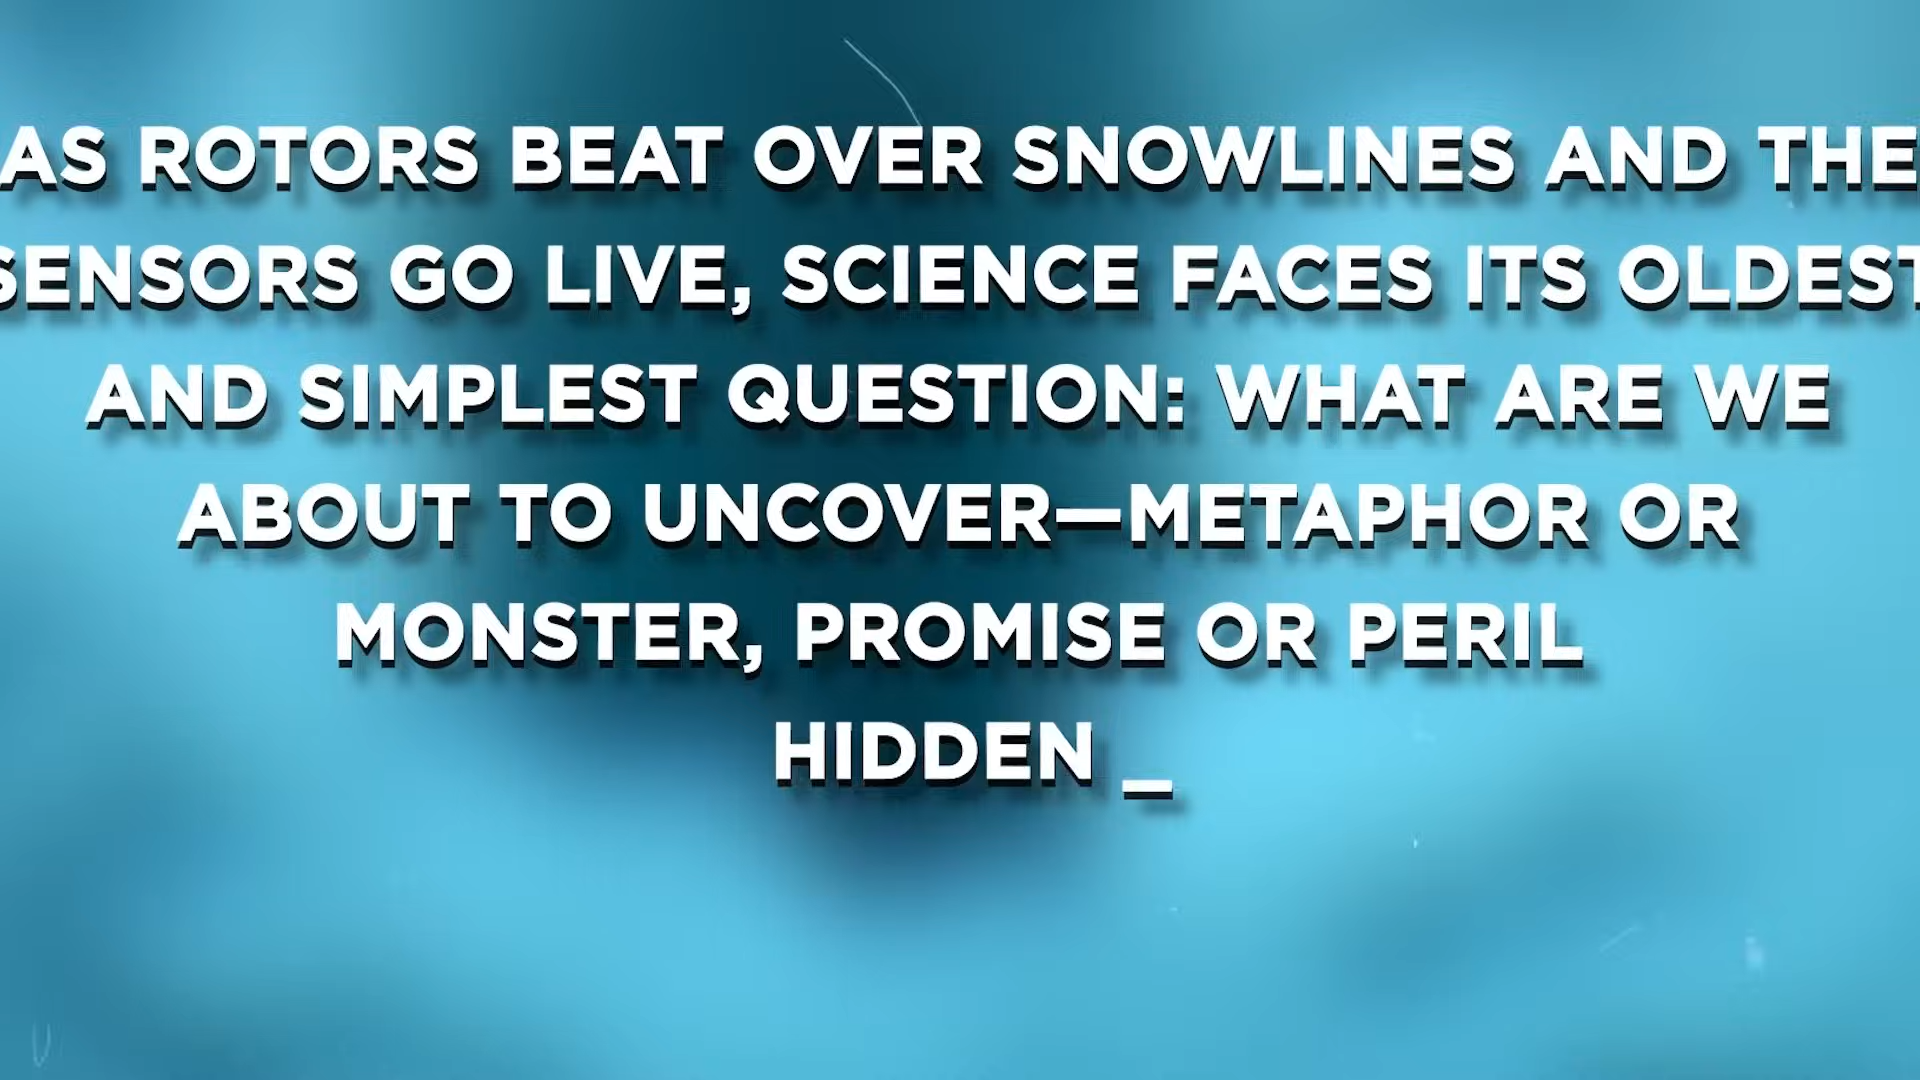 AS ROTORS BEAT OVER SNOWLINES AND THE
SENSORS GO LIVE, SCIENCE FACES ITS OLDEST
AND SIMPLEST QUESTION: WHAT ARE WE
ABOUT TO UNCOVER—METAPHOR OR
MONSTER, PROMISE OR PERIL
HIDDEN _